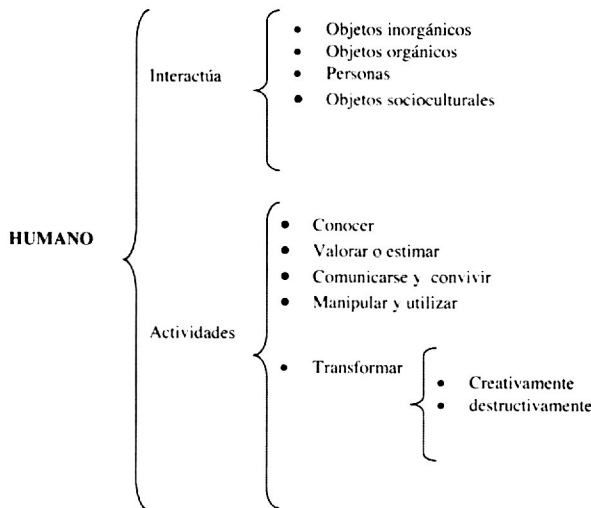 Interactúa
• Objetos inorgánicos
• Objetos orgánicos
• Personas
• Objetos socioculturales
HUMANO
Actividades
• Conocer
• Valorar o estimar
• Comunicarse y convivir
• Manipular y utilizar
• Transformar
• Creativamente
• destructivamente